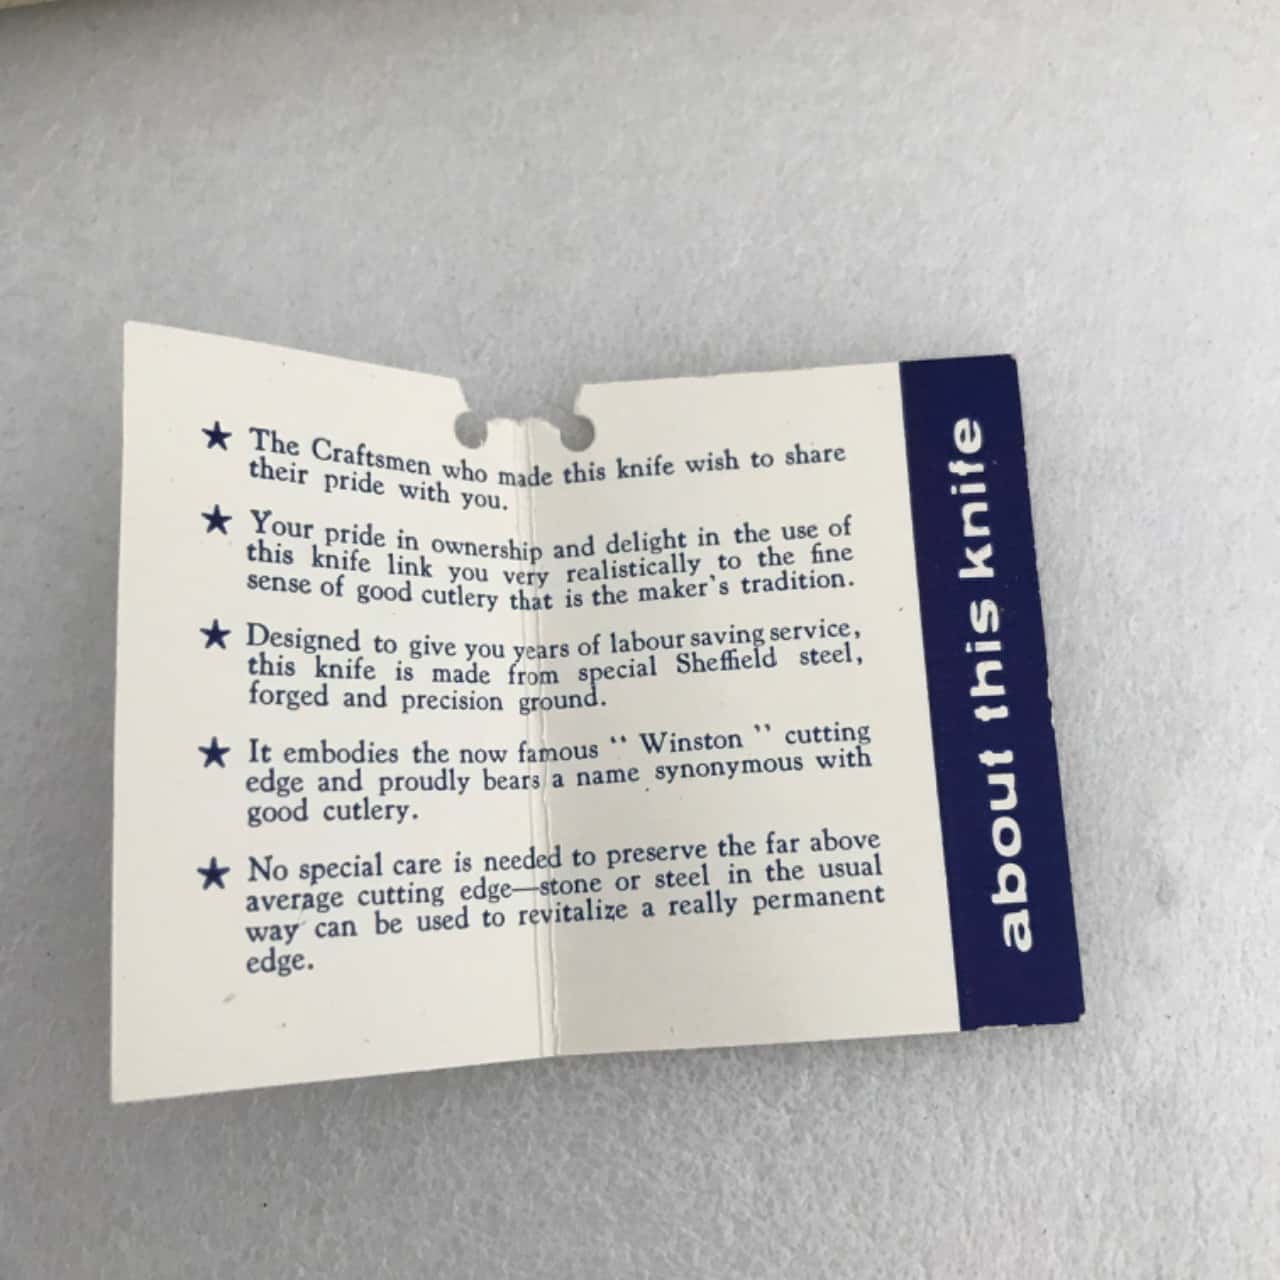 ★ The Craftsmen who made this knife wish to share
their pride with you.
★ Your pride in ownership and delight in the use of
this knife link you very realistically to the fine
sense of good cutlery that is the maker's tradition.
★ Designed to give you years of labour saving service,
this knife is made from special Sheffield steel,
forged and precision ground.
★ It embodies the now famous “ Winston ” cutting
edge and proudly bears a name synonymous with
good cutlery.
★ No special care is needed to preserve the far above
average cutting edge—stone or steel in the usual
way can be used to revitalize a really permanent
edge.
about this knife